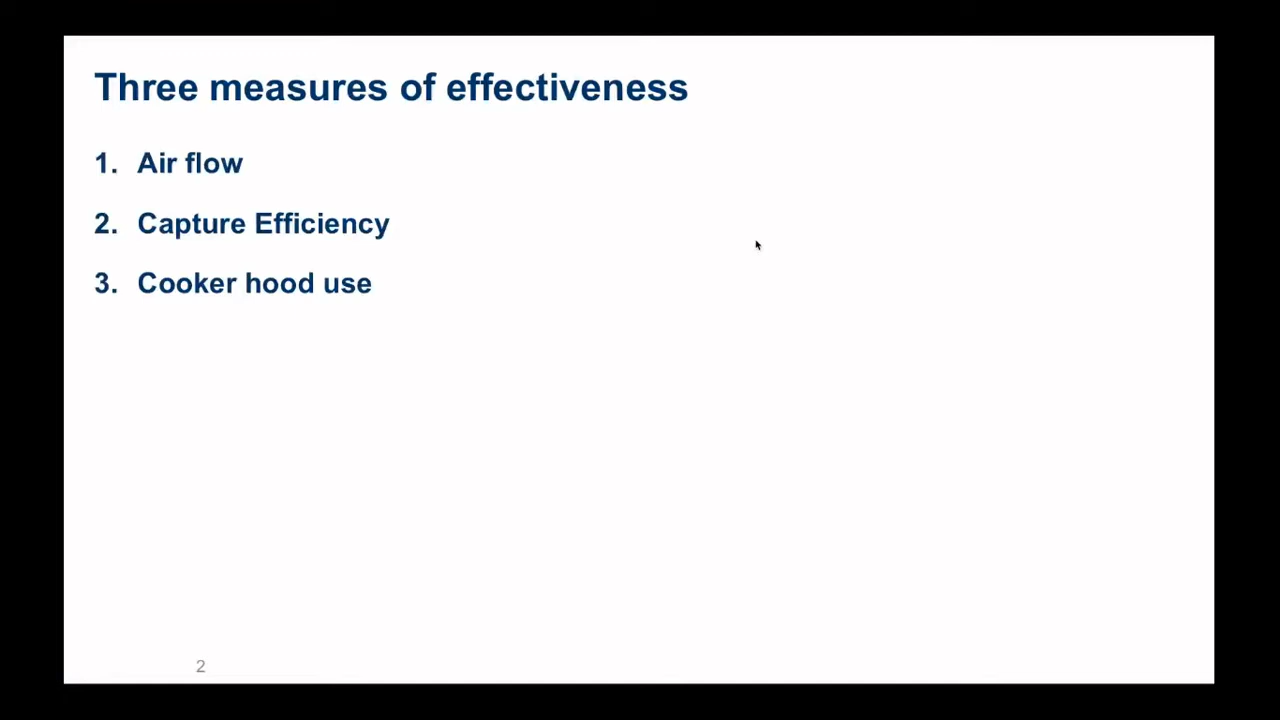 Three measures of effectiveness
1. Air flow
2. Capture Efficiency
3. Cooker hood use
2